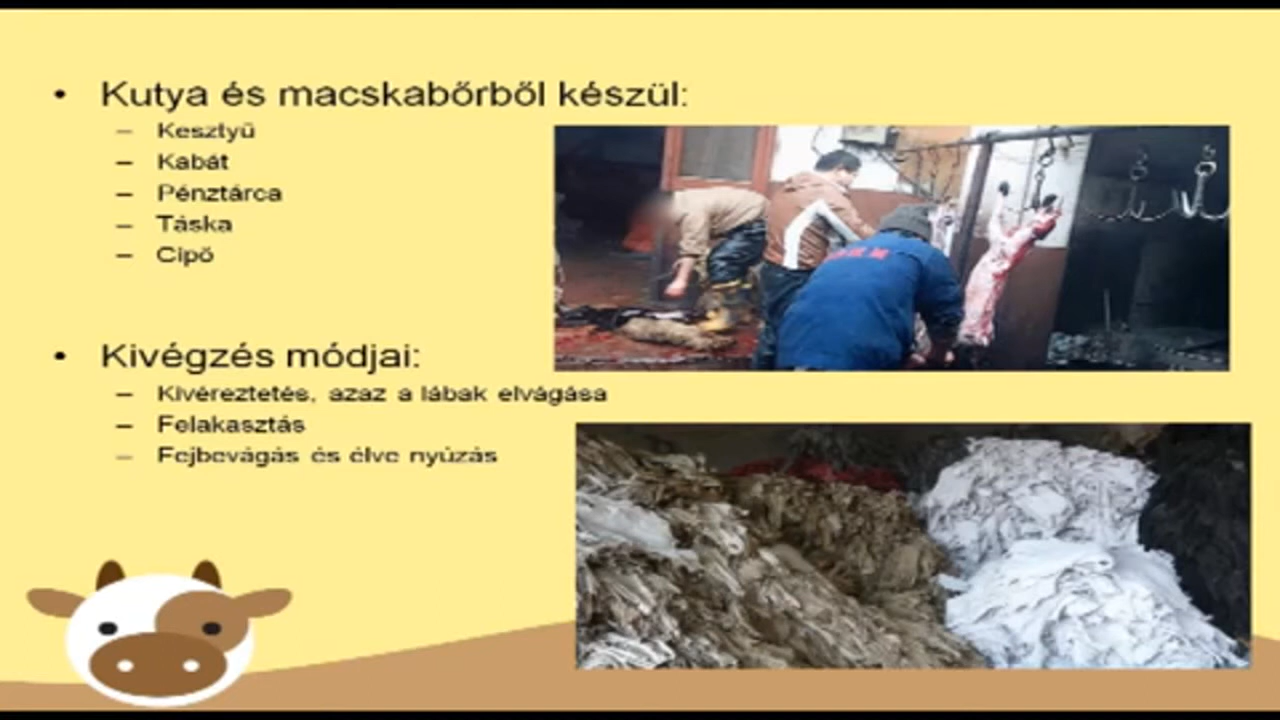 • Kutya és macskabőrből készül:
– Kesztyű
– Kabát
– Pénztárca
– Táska
– Cipő
• Kivégzés módjai:
– Kivéreztetés, azaz a lábak elvágása
– Felakasztás
– Fejbevágás és élve nyúzás